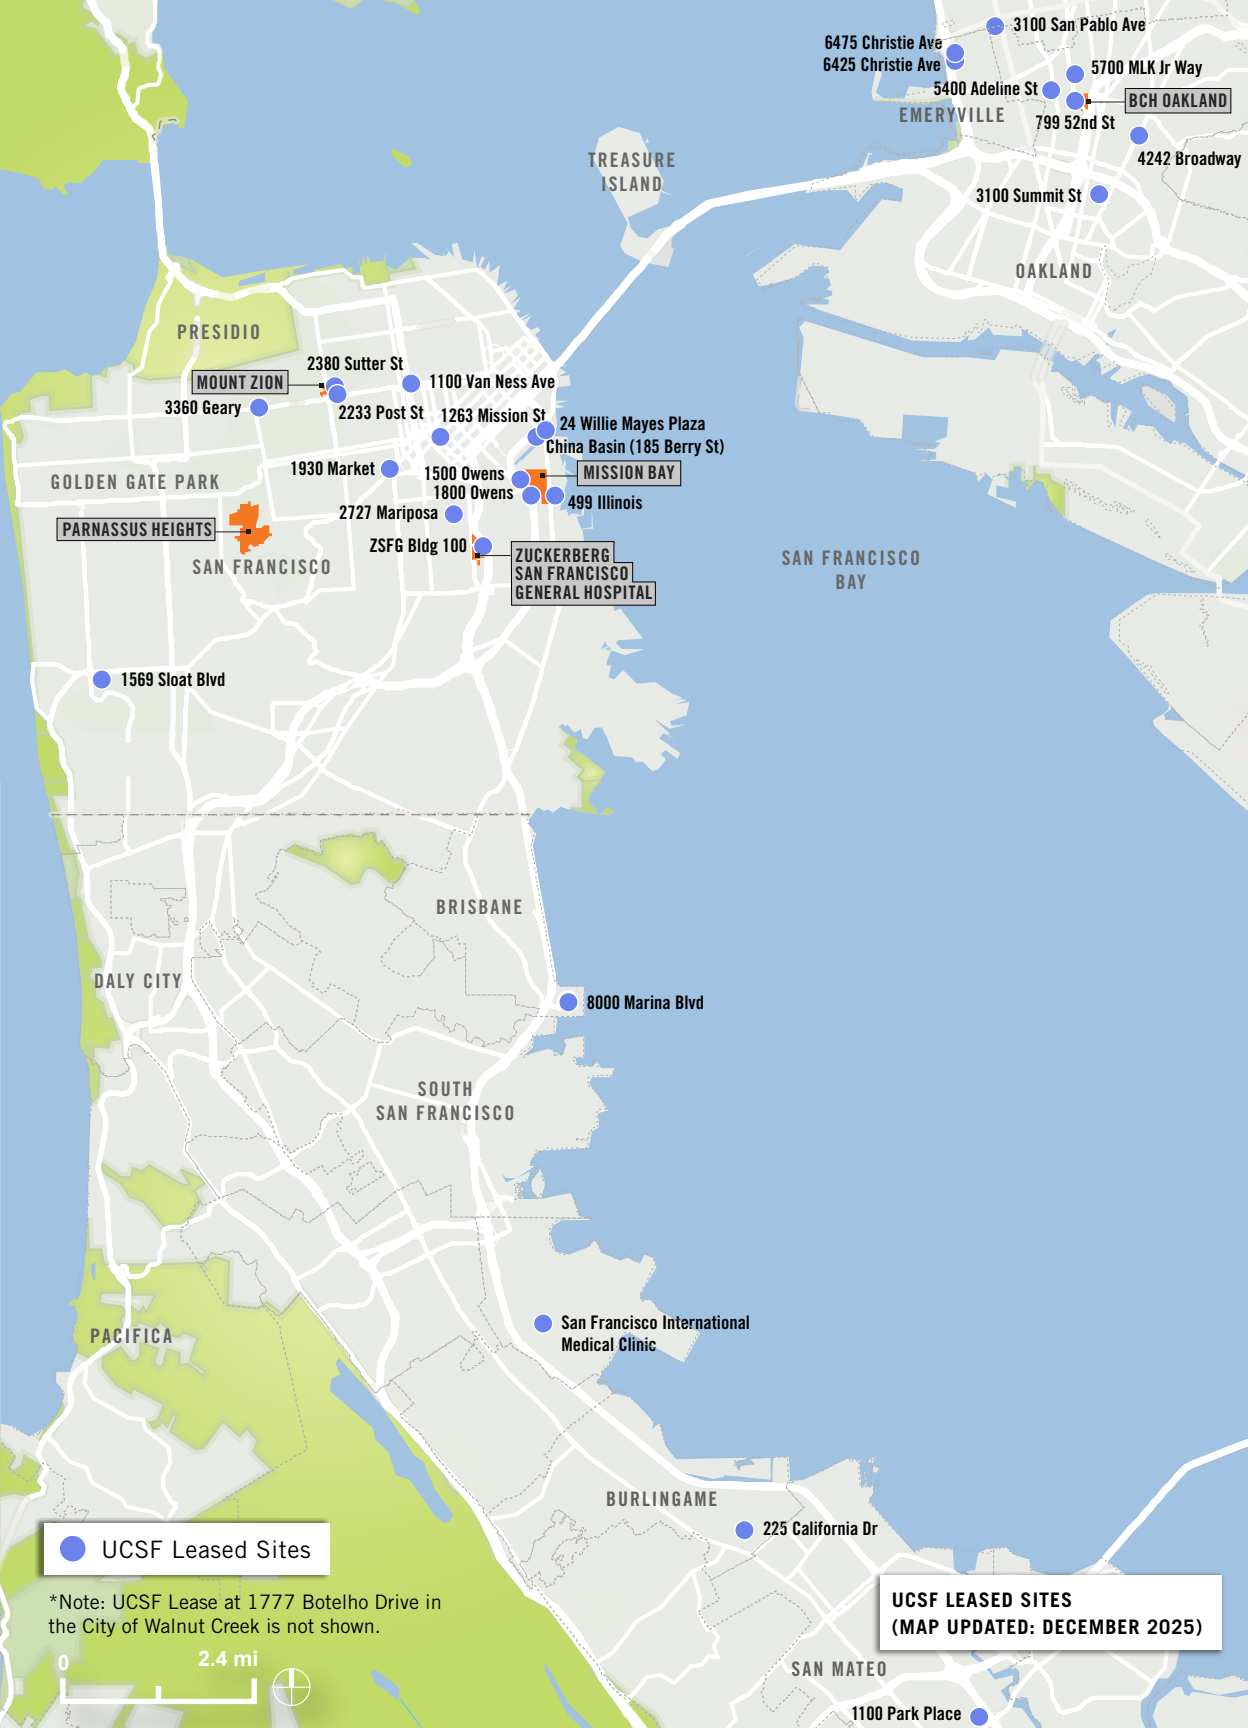 3100 San Pablo Ave
6475 Christie Ave
6425 Christie Ave
5700 MLK Jr Way
5400 Adeline St
BCH OAKLAND
EMERYVILLE
799 52nd St
4242 Broadway
TREASURE
ISLAND
3100 Summit St
OAKLAND
PRESIDIO
2380 Sutter St
MOUNT ZION
1100 Van Ness Ave
3360 Geary
2233 Post St
1263 Mission St
24 Willie Mayes Plaza
China Basin (185 Berry St)
1930 Market
1500 Owens
MISSION BAY
GOLDEN GATE PARK
1800 Owens
499 Illinois
2727 Mariposa
PARNASSUS HEIGHTS
ZSFG Bldg 100
ZUCKERBERG
SAN FRANCISCO
GENERAL HOSPITAL
SAN FRANCISCO
SAN FRANCISCO
BAY
1569 Sloat Blvd
BRISBANE
DALY CITY
8000 Marina Blvd
SOUTH
SAN FRANCISCO
San Francisco International
Medical Clinic
PACIFICA
BURLINGAME
225 California Dr
UCSF Leased Sites
*Note: UCSF Lease at 1777 Botelho Drive in
the City of Walnut Creek is not shown.
0 2.4 mi
UCSF LEASED SITES
(MAP UPDATED: DECEMBER 2025)
SAN MATEO
1100 Park Place